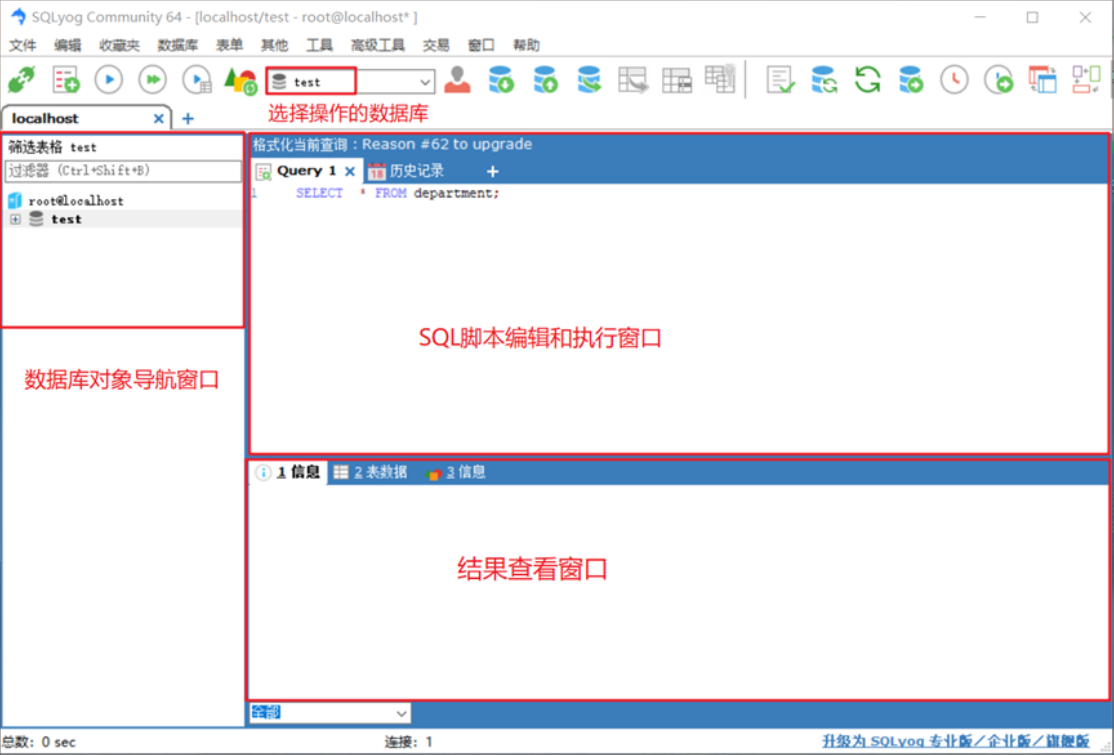 SQLyog Community 64 - [localhost/test - root@localhost* ]
文件 编辑 收藏夹 数据库 表单 其他 工具 高级工具 交易 窗口 帮助
test
选择操作的数据库
localhost
筛选表格 test
过滤器 (Ctrl+Shift+B)
root@localhost
test
数据库对象导航窗口
格式化当前查询：Reason #62 to upgrade
Query 1 18 历史记录
1 SELECT * FROM department;
SQL脚本编辑和执行窗口
1 信息 2 表数据 3 信息
结果查看窗口
全部
总数: 0 sec 连接: 1 升级为 SQLyog 专业版/企业版/旗舰版